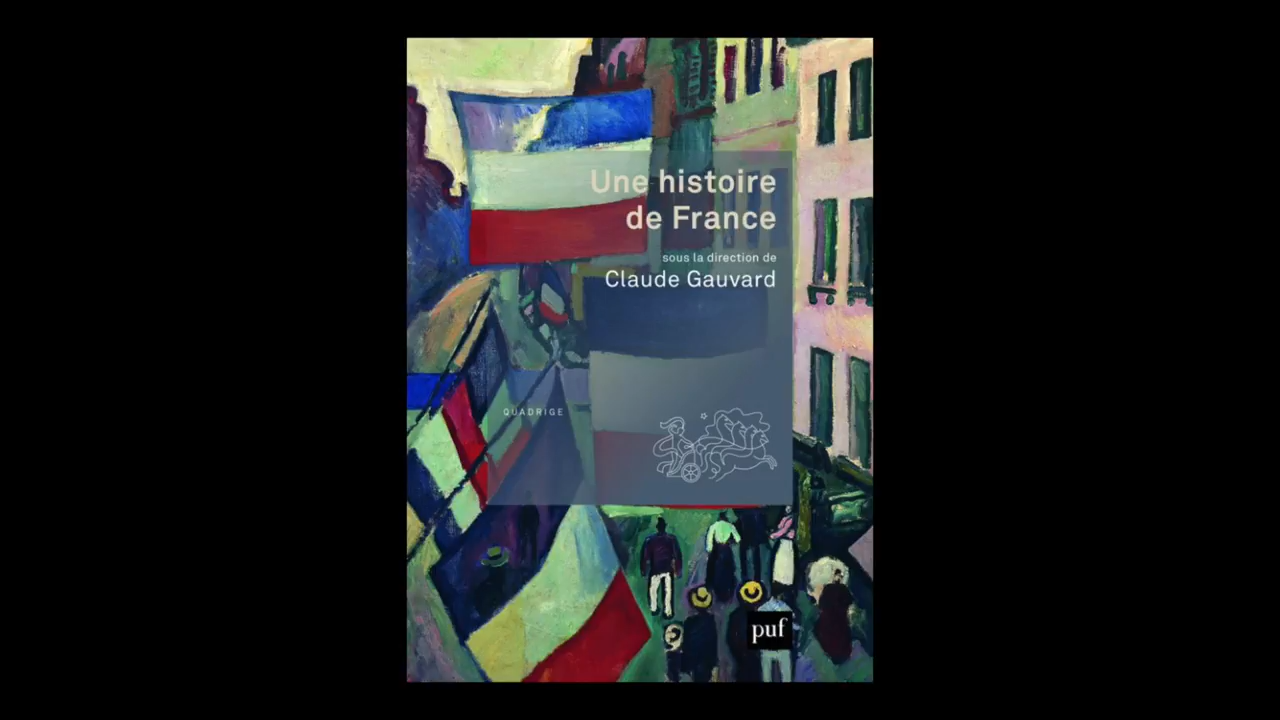 Une histoire
de France
sous la direction de
Claude Gauvard
QUADRIGE
puf